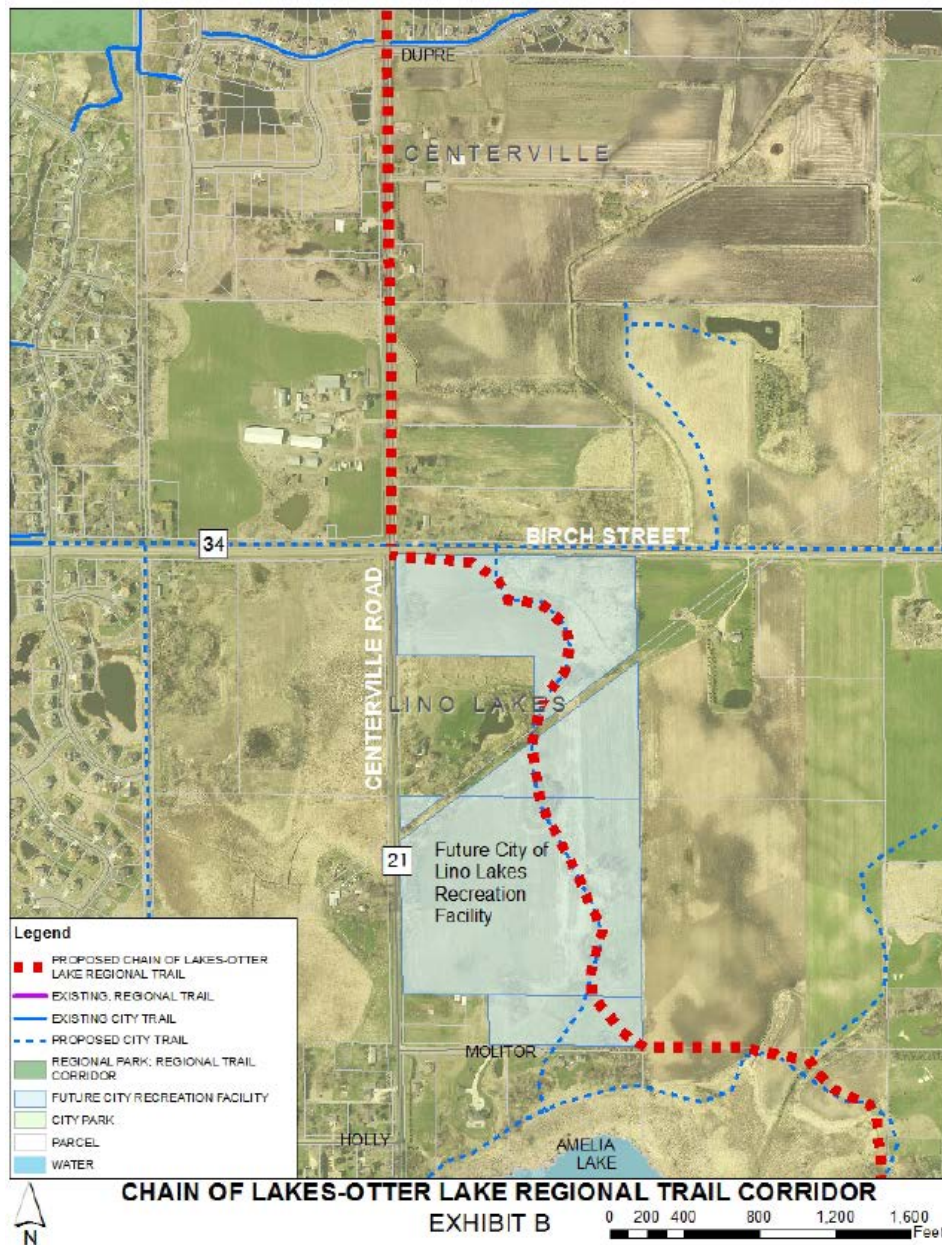 DUPRE
CENTERVILLE
34
BIRCH STREET
CENTERVILLE ROAD
LINO LAKES
21
Future City of
Lino Lakes
Recreation
Facility
MOLITOR
HOLLY
AMELIA
LAKE
Legend
PROPOSED CHAIN OF LAKES-OTTER
LAKE REGIONAL TRAIL
EXISTING, REGIONAL TRAIL
EXISTING CITY TRAIL
PROPOSED CITY TRAIL
REGIONAL PARK; REGIONAL TRAIL
CORRIDOR
FUTURE CITY RECREATION FACILITY
CITY PARK
PARCEL
WATER
N
CHAIN OF LAKES-OTTER LAKE REGIONAL TRAIL CORRIDOR
EXHIBIT B
0 200 400 800 1,200 1,600
Feet